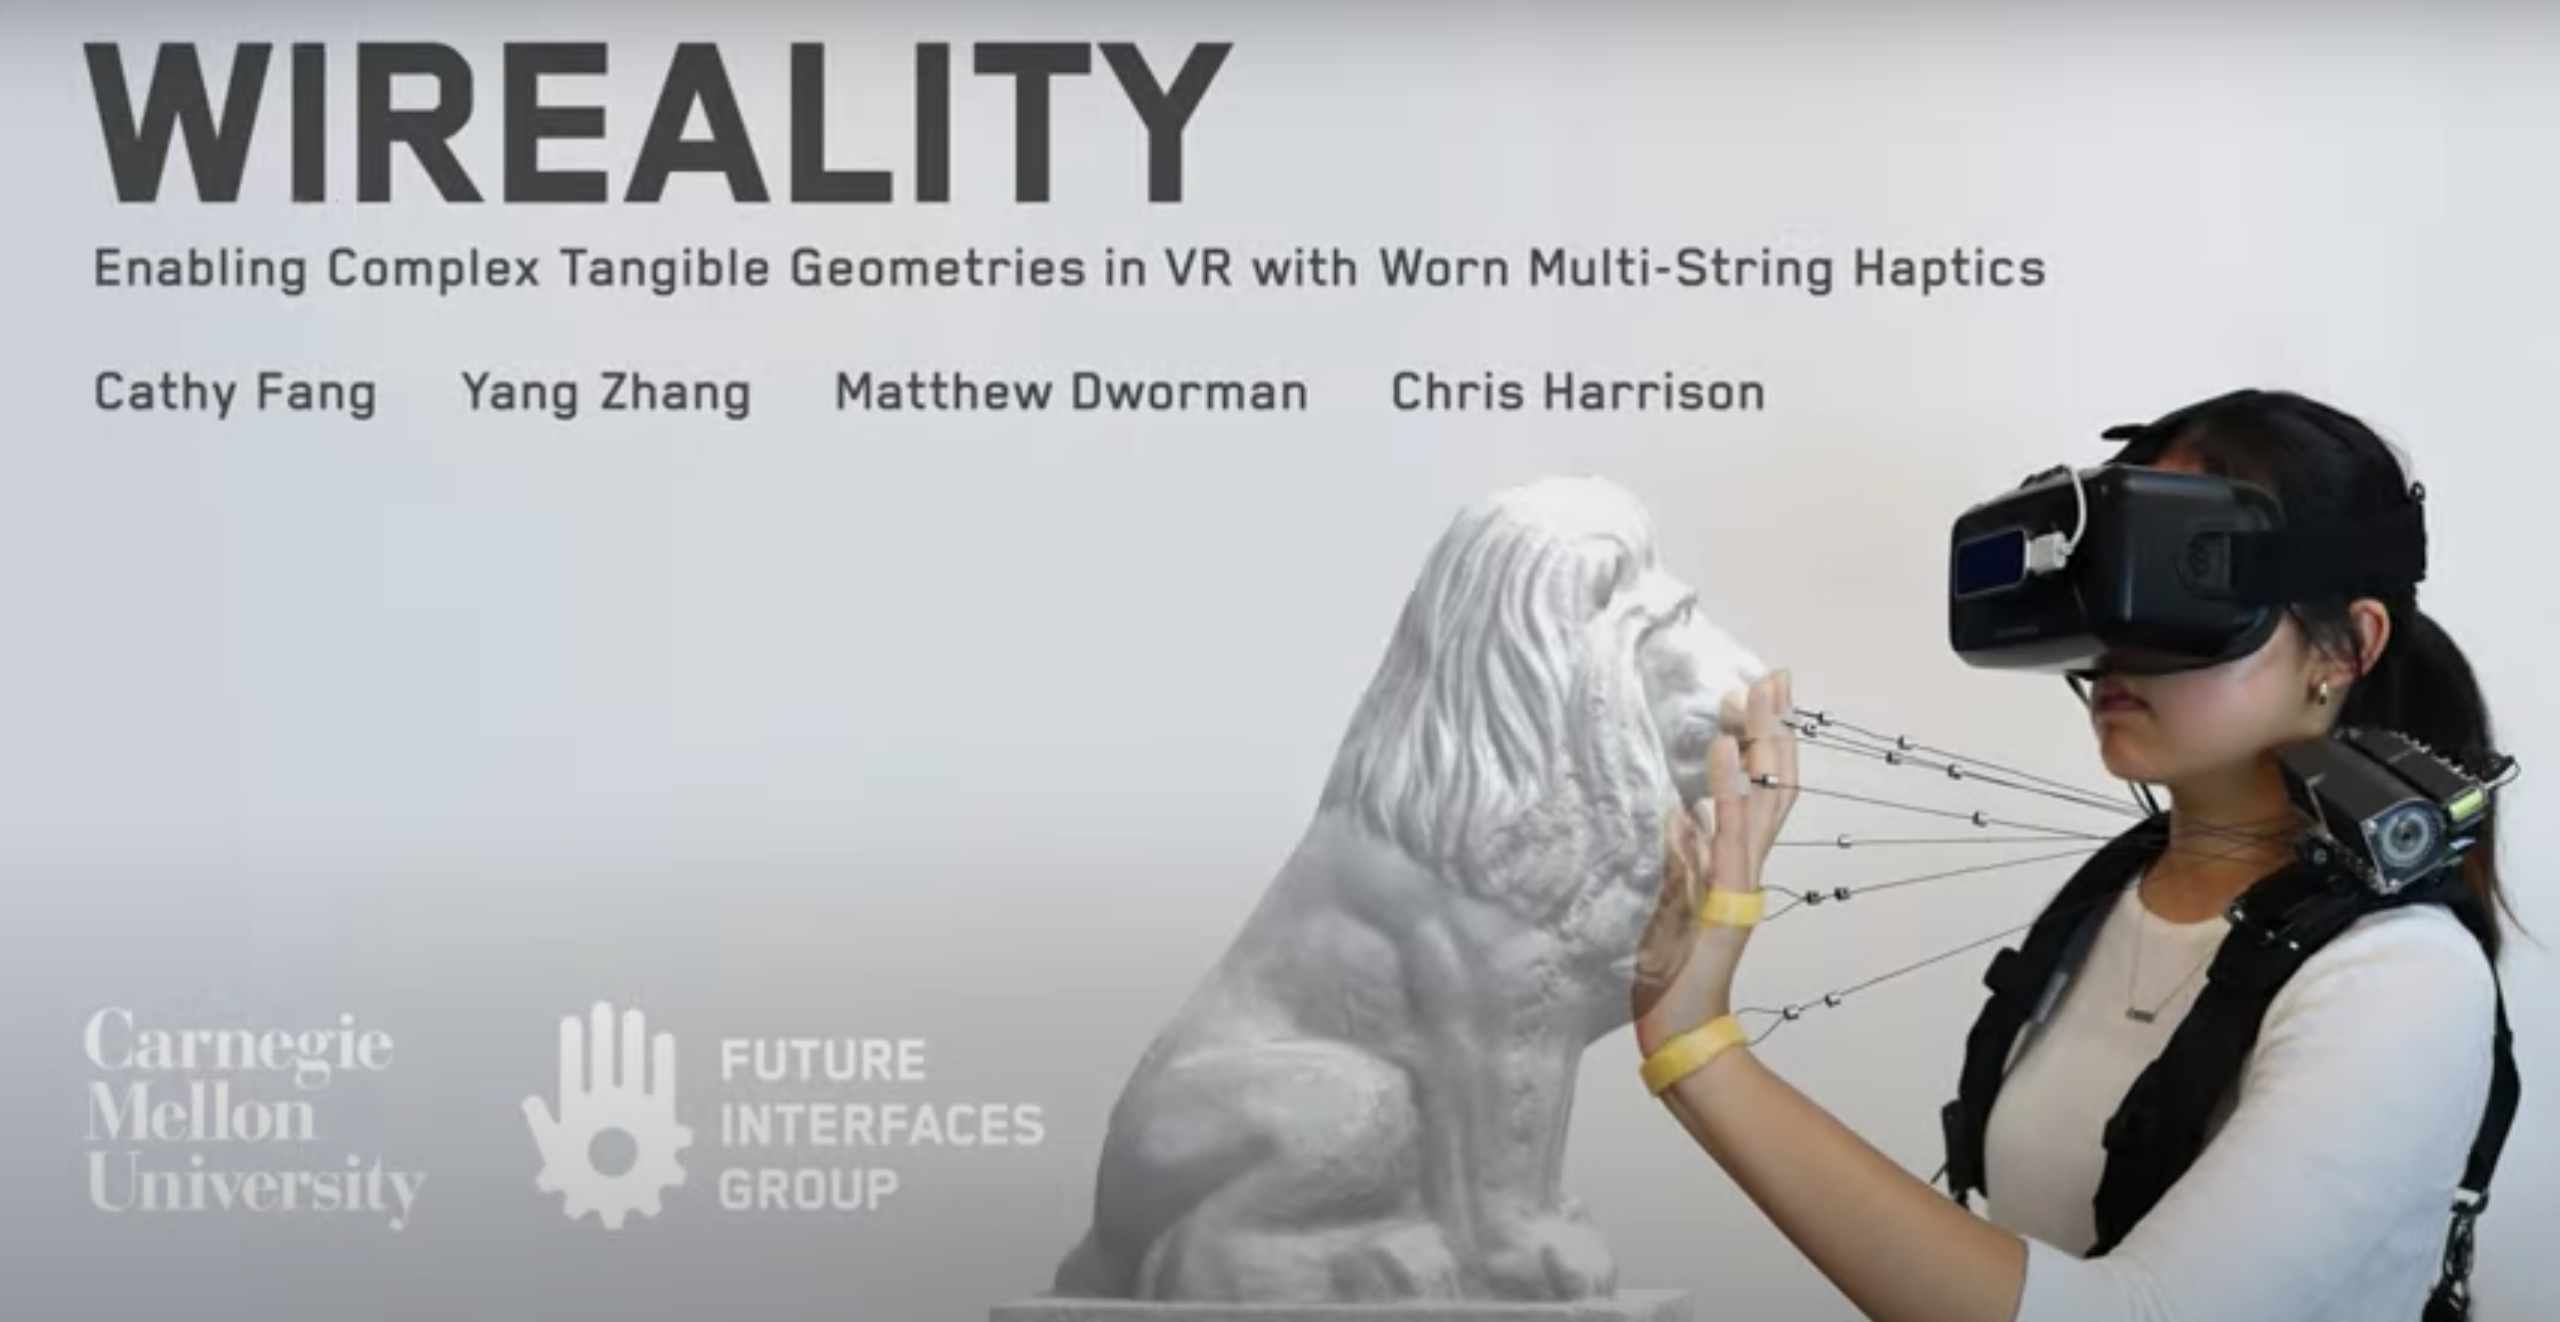 WIREALITY
Enabling Complex Tangible Geometries in VR with Worn Multi-String Haptics
Cathy Fang Yang Zhang Matthew Dworman Chris Harrison
Carnegie
Mellon
University
FUTURE
INTERFACES
GROUP